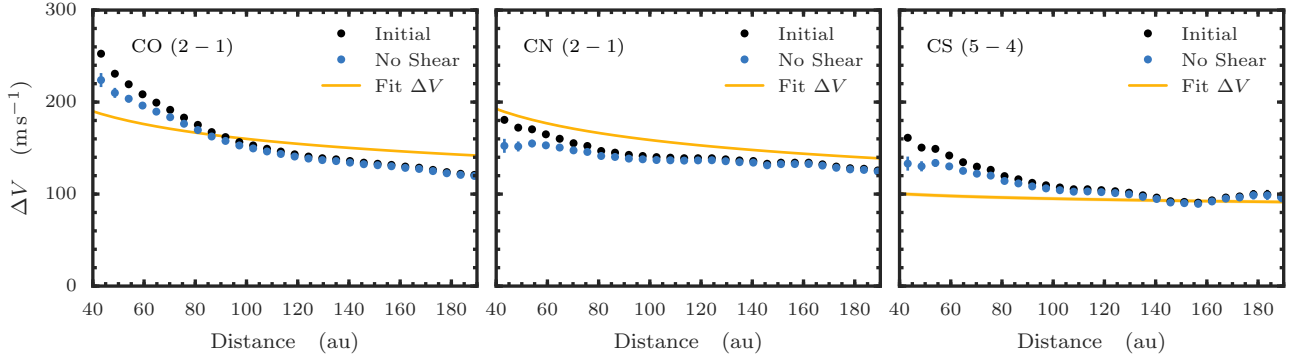 CO (2 − 1)
Initial
No Shear
Fit ΔV
CN (2 − 1)
Initial
No Shear
Fit ΔV
CS (5 − 4)
Initial
No Shear
Fit ΔV
ΔV (m s⁻¹)
300
200
100
0
40 60 80 100 120 140 160 180
40 60 80 100 120 140 160 180
40 60 80 100 120 140 160 180
Distance (au)
Distance (au)
Distance (au)